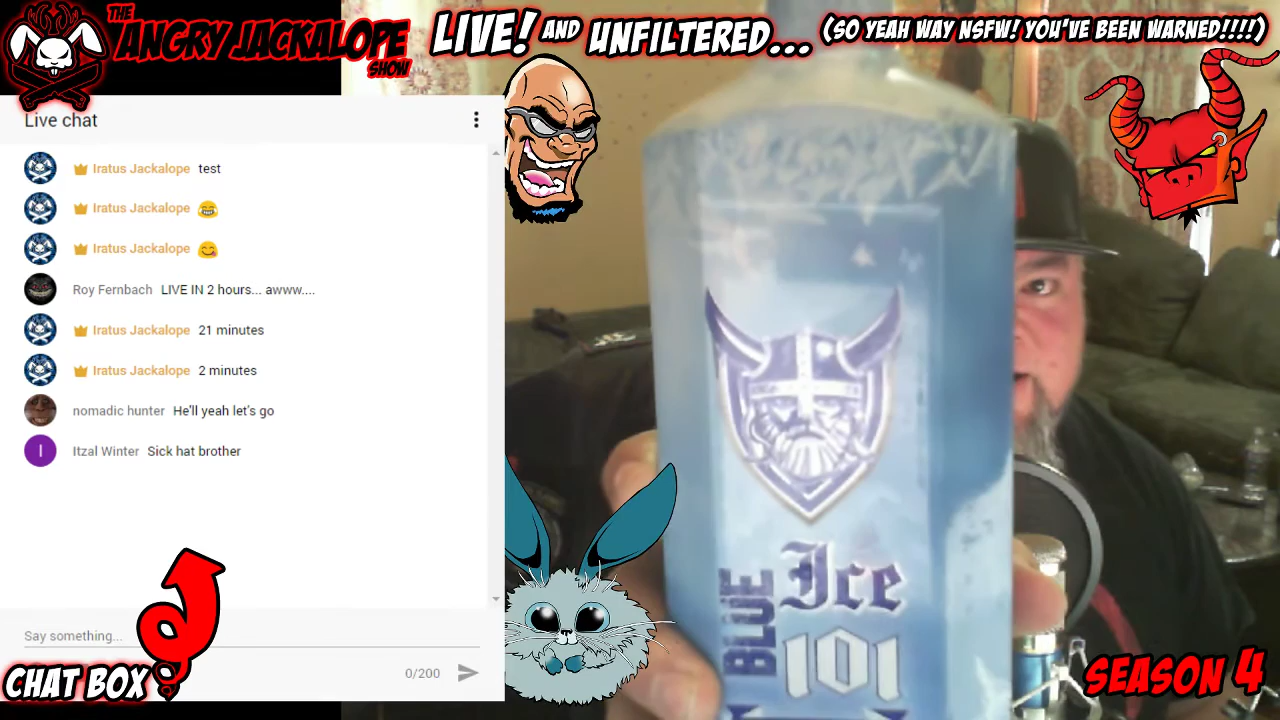 THE
ANGRY JACKALOPE
SHOW
LIVE! AND UNFILTERED...
(SO YEAH WAY NSFW! YOU'VE BEEN WARNED!!!!)
Live chat
Iratus Jackalope test
Iratus Jackalope 😂
Iratus Jackalope 😋
Roy Fernbach LIVE IN 2 hours... awww....
Iratus Jackalope 21 minutes
Iratus Jackalope 2 minutes
nomadic hunter He'll yeah let's go
I Itzal Winter Sick hat brother
Say something...
0/200
CHAT BOX
BLUE
Ice
101
SEASON 4